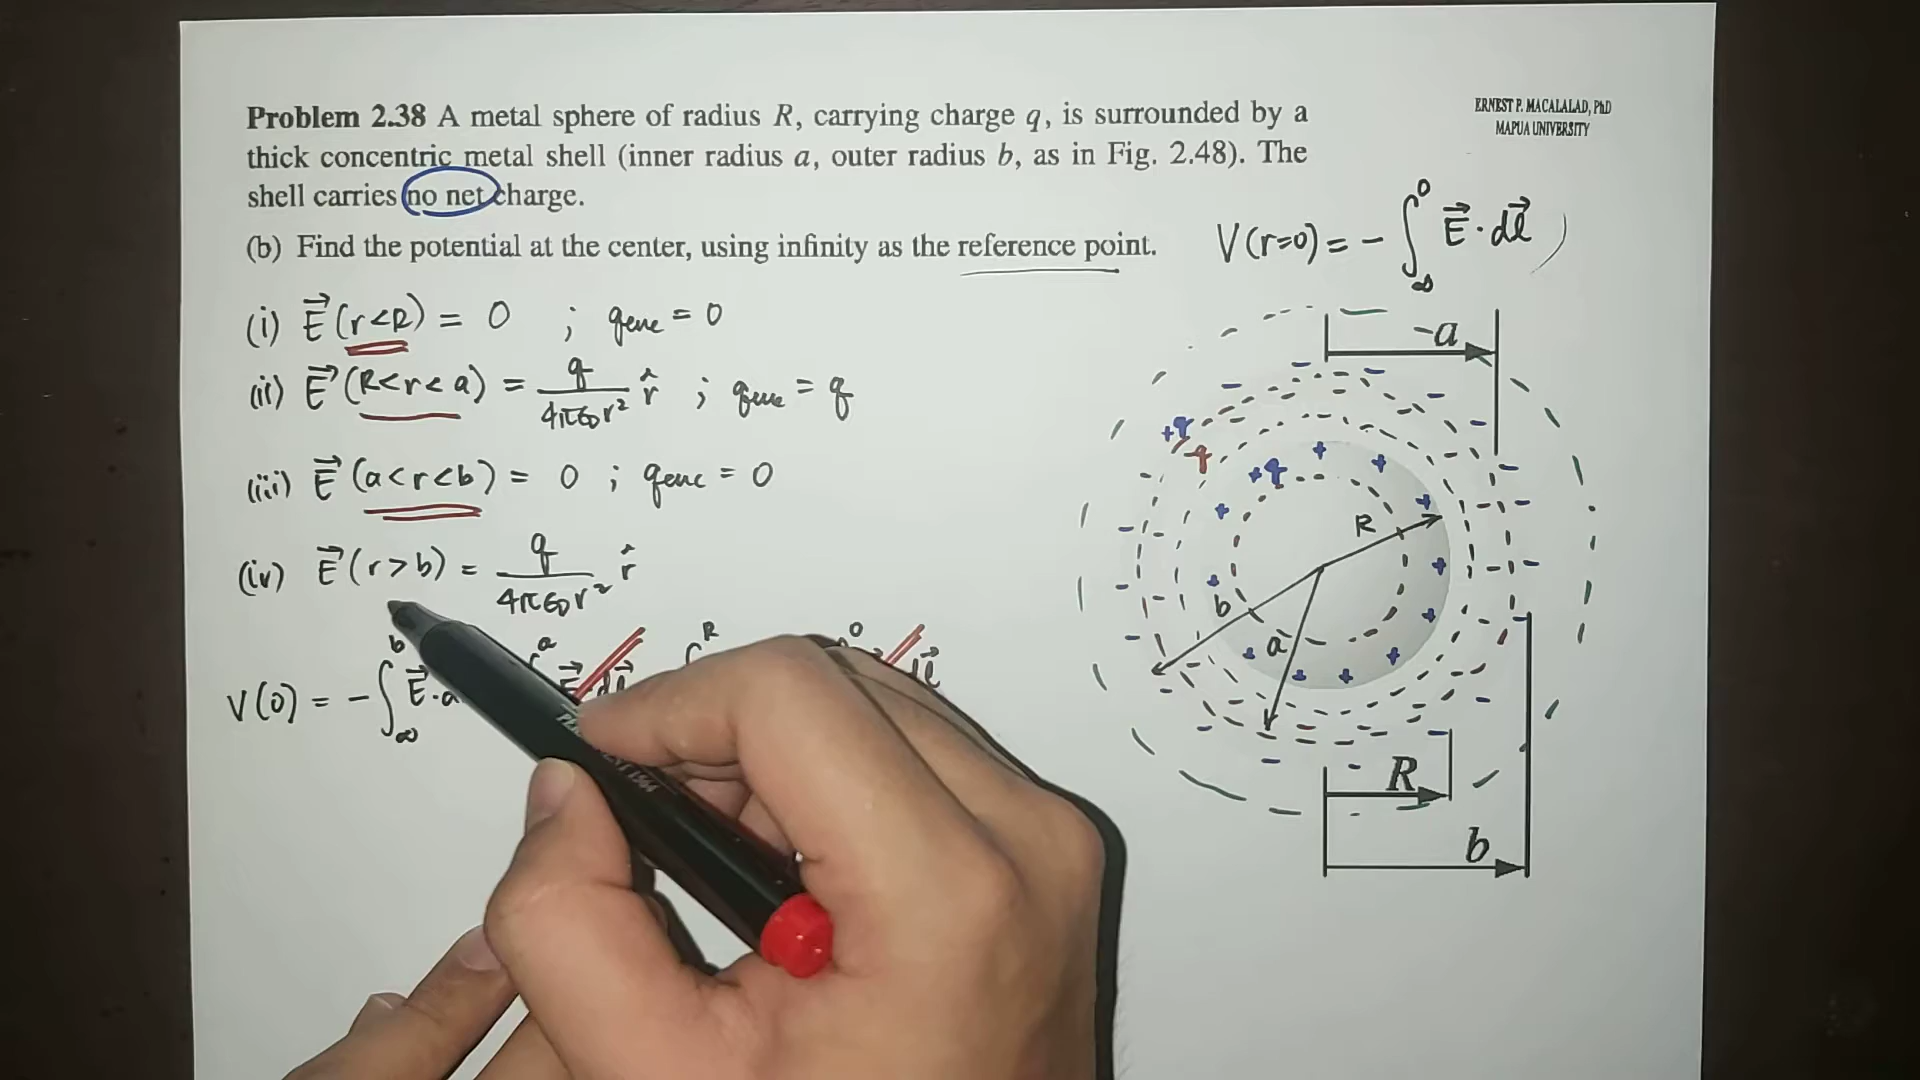 Problem 2.38 A metal sphere of radius R, carrying charge q, is surrounded by a
thick concentric metal shell (inner radius a, outer radius b, as in Fig. 2.48). The
shell carries no net charge.
(b) Find the potential at the center, using infinity as the reference point.
ERNEST P. MACALALAD, PhD
MAPUA UNIVERSITY
V(r=0) = - ∫_∞^0 E⃗ · dl⃗
(i) E⃗ (r<R) = 0 ; qenc = 0
(ii) E⃗ (R<r<a) = q/4πϵ0r² r̂ ; qenc = q
(iii) E⃗ (a<r<b) = 0 ; qenc = 0
(iv) E⃗ (r>b) = q/4πϵ0r² r̂
V(0) = - ∫_∞^b E⃗ · d
a
E⃗ dl⃗
R
0
dl⃗
a
+q
-q
+q
R
b
a
R
b